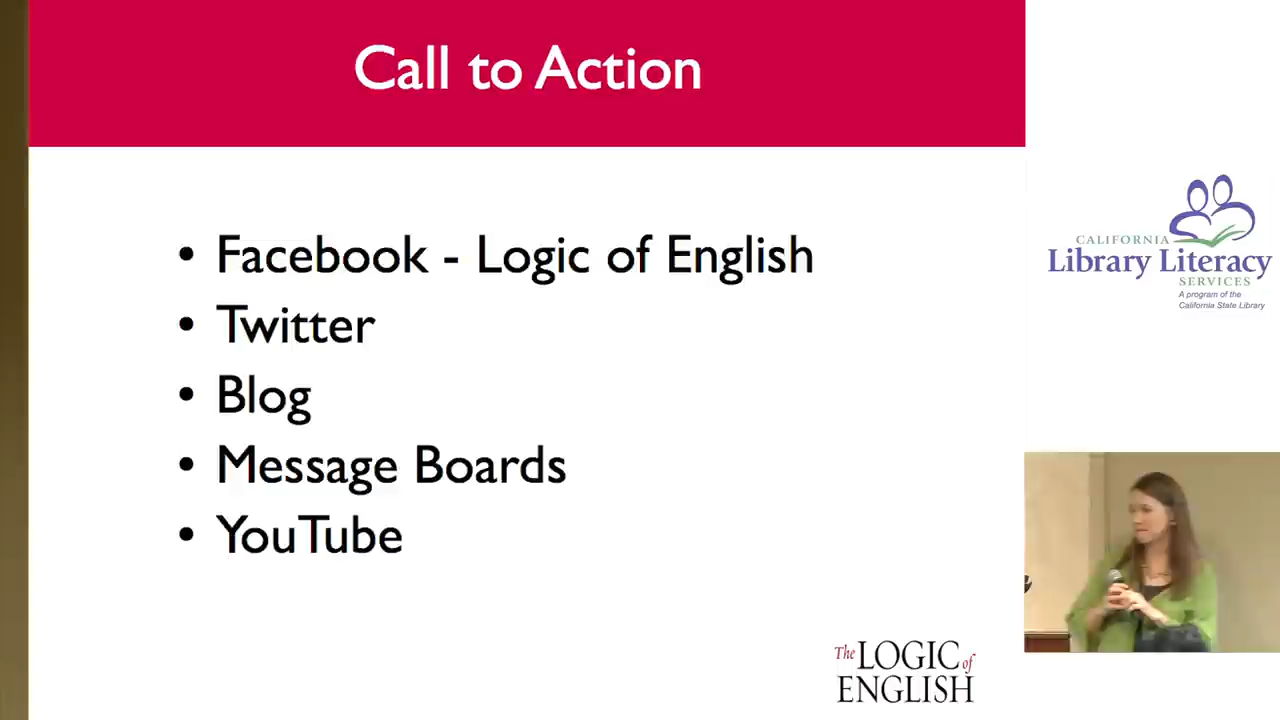 Call to Action
• Facebook - Logic of English
• Twitter
• Blog
• Message Boards
• YouTube
CALIFORNIA
Library Literacy
SERVICES
A program of the
California State Library
The LOGIC of
ENGLISH